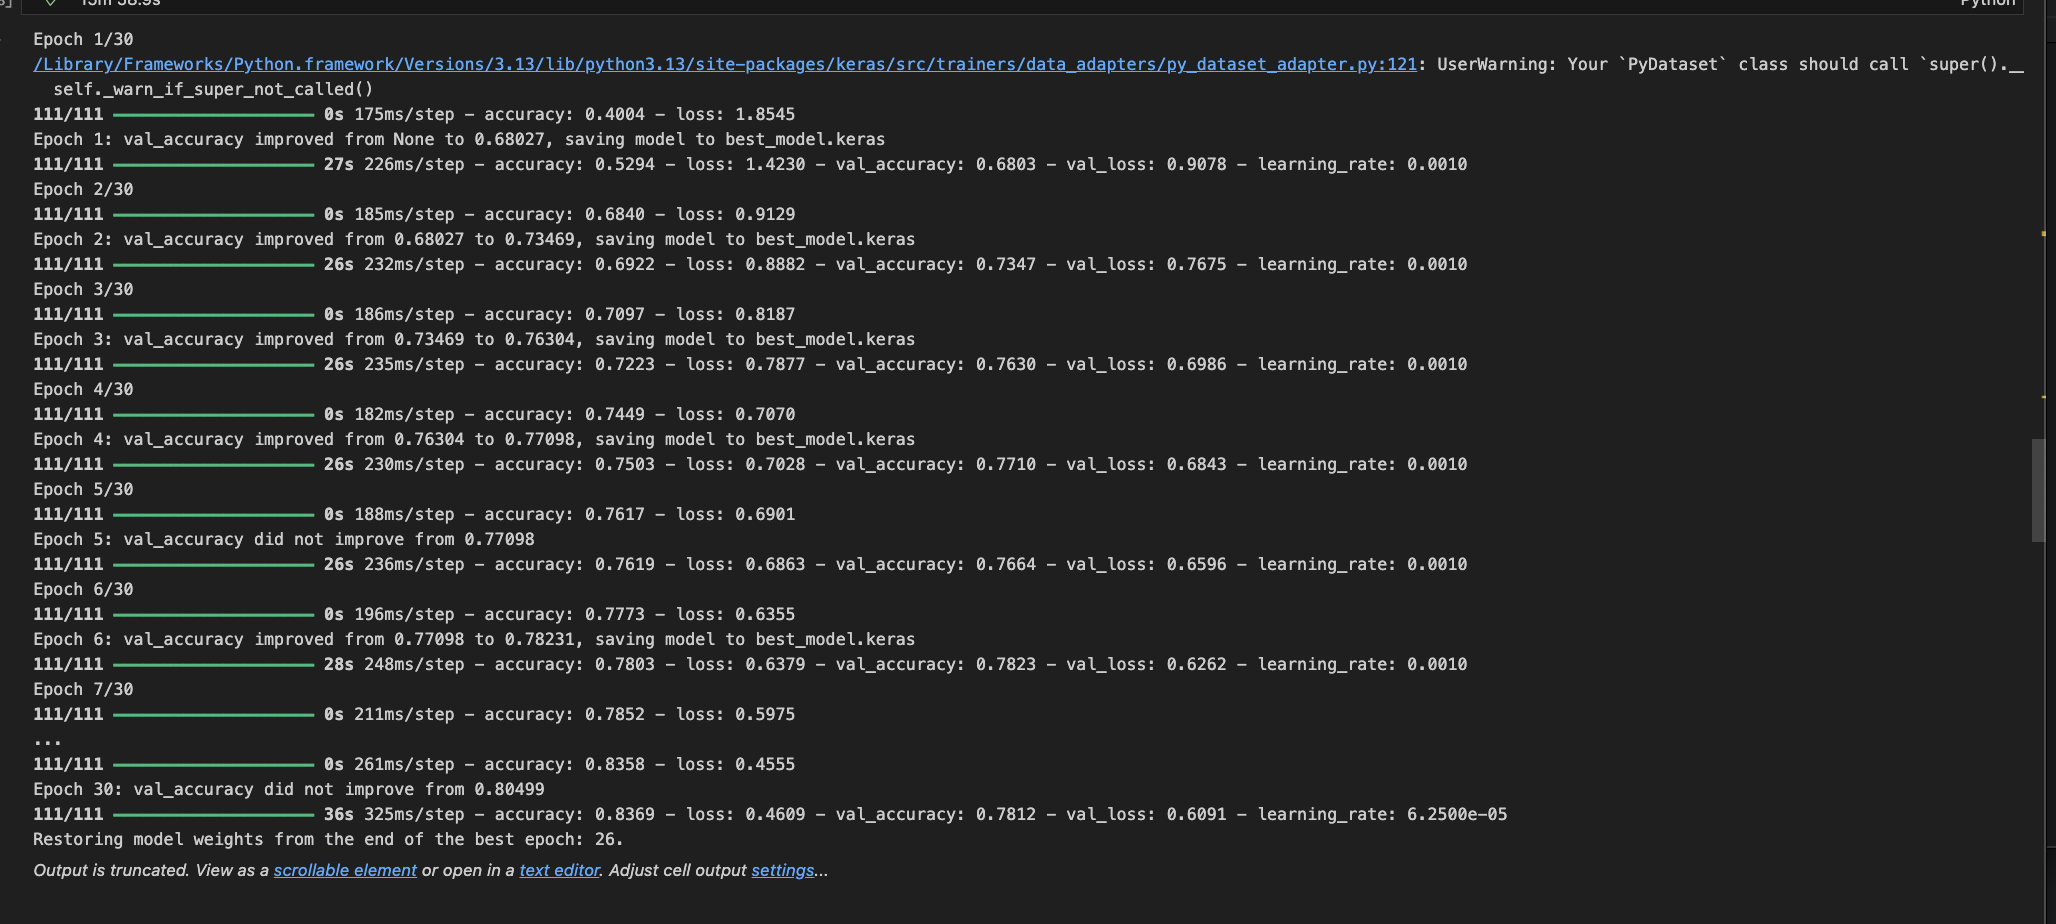 Python
Epoch 1/30
/Library/Frameworks/Python.framework/Versions/3.13/lib/python3.13/site-packages/keras/src/trainers/data_adapters/py_dataset_adapter.py:121: UserWarning: Your `PyDataset` class should call `super().__
self._warn_if_super_not_called()
111/111 ━━━━━━━━━━━━━━━━━━━━ 0s 175ms/step - accuracy: 0.4004 - loss: 1.8545
Epoch 1: val_accuracy improved from None to 0.68027, saving model to best_model.keras
111/111 ━━━━━━━━━━━━━━━━━━━━ 27s 226ms/step - accuracy: 0.5294 - loss: 1.4230 - val_accuracy: 0.6803 - val_loss: 0.9078 - learning_rate: 0.0010
Epoch 2/30
111/111 ━━━━━━━━━━━━━━━━━━━━ 0s 185ms/step - accuracy: 0.6840 - loss: 0.9129
Epoch 2: val_accuracy improved from 0.68027 to 0.73469, saving model to best_model.keras
111/111 ━━━━━━━━━━━━━━━━━━━━ 26s 232ms/step - accuracy: 0.6922 - loss: 0.8882 - val_accuracy: 0.7347 - val_loss: 0.7675 - learning_rate: 0.0010
Epoch 3/30
111/111 ━━━━━━━━━━━━━━━━━━━━ 0s 186ms/step - accuracy: 0.7097 - loss: 0.8187
Epoch 3: val_accuracy improved from 0.73469 to 0.76304, saving model to best_model.keras
111/111 ━━━━━━━━━━━━━━━━━━━━ 26s 235ms/step - accuracy: 0.7223 - loss: 0.7877 - val_accuracy: 0.7630 - val_loss: 0.6986 - learning_rate: 0.0010
Epoch 4/30
111/111 ━━━━━━━━━━━━━━━━━━━━ 0s 182ms/step - accuracy: 0.7449 - loss: 0.7070
Epoch 4: val_accuracy improved from 0.76304 to 0.77098, saving model to best_model.keras
111/111 ━━━━━━━━━━━━━━━━━━━━ 26s 230ms/step - accuracy: 0.7503 - loss: 0.7028 - val_accuracy: 0.7710 - val_loss: 0.6843 - learning_rate: 0.0010
Epoch 5/30
111/111 ━━━━━━━━━━━━━━━━━━━━ 0s 188ms/step - accuracy: 0.7617 - loss: 0.6901
Epoch 5: val_accuracy did not improve from 0.77098
111/111 ━━━━━━━━━━━━━━━━━━━━ 26s 236ms/step - accuracy: 0.7619 - loss: 0.6863 - val_accuracy: 0.7664 - val_loss: 0.6596 - learning_rate: 0.0010
Epoch 6/30
111/111 ━━━━━━━━━━━━━━━━━━━━ 0s 196ms/step - accuracy: 0.7773 - loss: 0.6355
Epoch 6: val_accuracy improved from 0.77098 to 0.78231, saving model to best_model.keras
111/111 ━━━━━━━━━━━━━━━━━━━━ 28s 248ms/step - accuracy: 0.7803 - loss: 0.6379 - val_accuracy: 0.7823 - val_loss: 0.6262 - learning_rate: 0.0010
Epoch 7/30
111/111 ━━━━━━━━━━━━━━━━━━━━ 0s 211ms/step - accuracy: 0.7852 - loss: 0.5975
...
111/111 ━━━━━━━━━━━━━━━━━━━━ 0s 261ms/step - accuracy: 0.8358 - loss: 0.4555
Epoch 30: val_accuracy did not improve from 0.80499
111/111 ━━━━━━━━━━━━━━━━━━━━ 36s 325ms/step - accuracy: 0.8369 - loss: 0.4609 - val_accuracy: 0.7812 - val_loss: 0.6091 - learning_rate: 6.2500e-05
Restoring model weights from the end of the best epoch: 26.
Output is truncated. View as a scrollable element or open in a text editor. Adjust cell output settings...